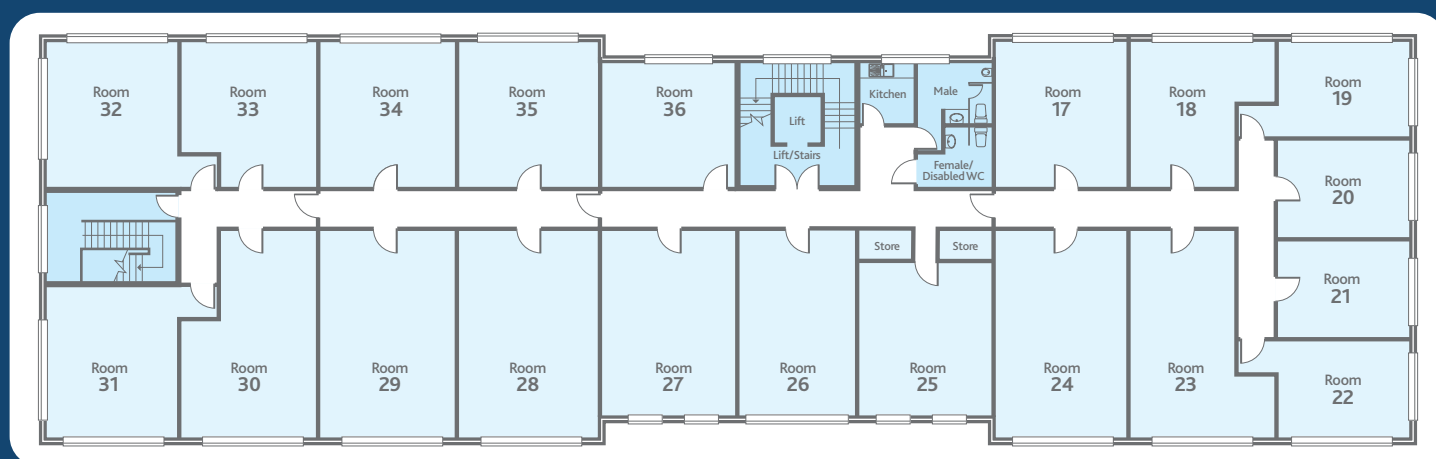 Room
32
Room
33
Room
34
Room
35
Room
36
Lift
Lift/Stairs
Kitchen
Male
Female/
Disabled WC
Room
17
Room
18
Room
19
Room
20
Room
21
Room
22
Store
Store
Room
31
Room
30
Room
29
Room
28
Room
27
Room
26
Room
25
Room
24
Room
23